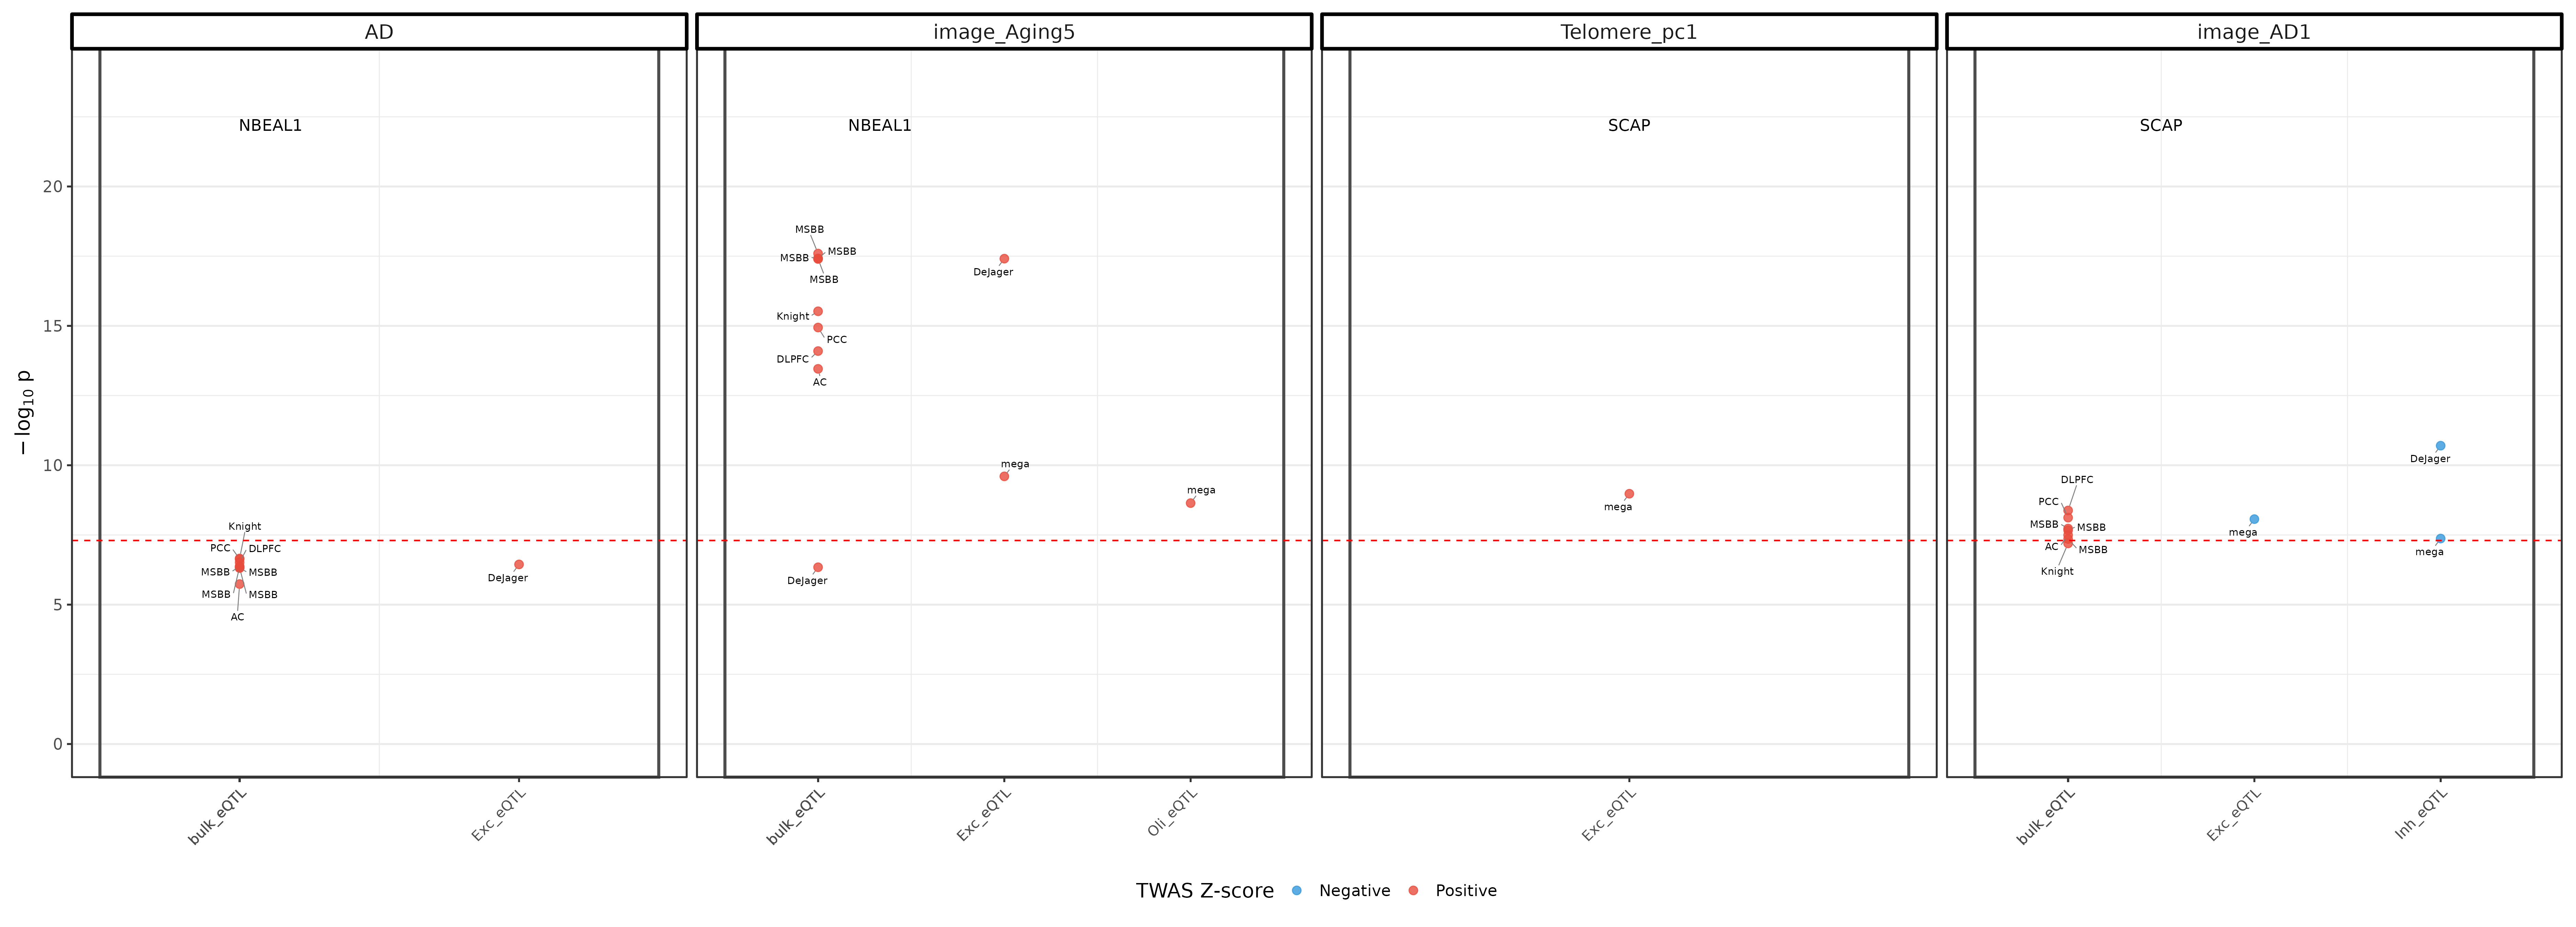 AD
image_Aging5
Telomere_pc1
image_AD1
NBEAL1
NBEAL1
SCAP
SCAP
− log10 p
20
15
10
5
0
Knight
PCC
DLPFC
MSBB
MSBB
MSBB
MSBB
AC
DeJager
MSBB
MSBB
MSBB
MSBB
Knight
PCC
DLPFC
AC
DeJager
DeJager
mega
mega
mega
DLPFC
PCC
MSBB
MSBB
AC
MSBB
Knight
mega
DeJager
mega
bulk_eQTL
Exc_eQTL
bulk_eQTL
Exc_eQTL
Oli_eQTL
Exc_eQTL
bulk_eQTL
Exc_eQTL
Inh_eQTL
TWAS Z-score
Negative
Positive